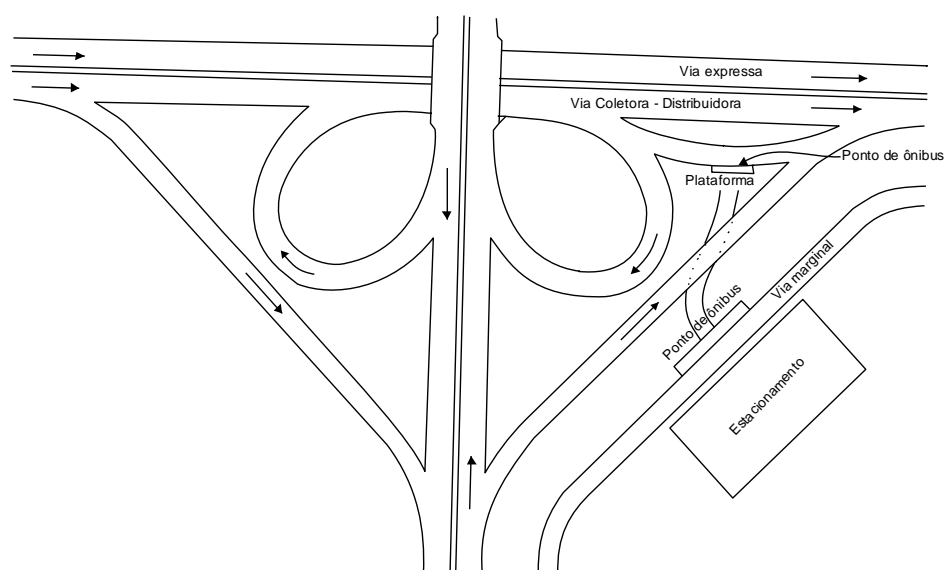 Via expressa
Via Coletora - Distribuidora
Ponto de ônibus
Plataforma
Via marginal
Ponto de ônibus
Estacionamento